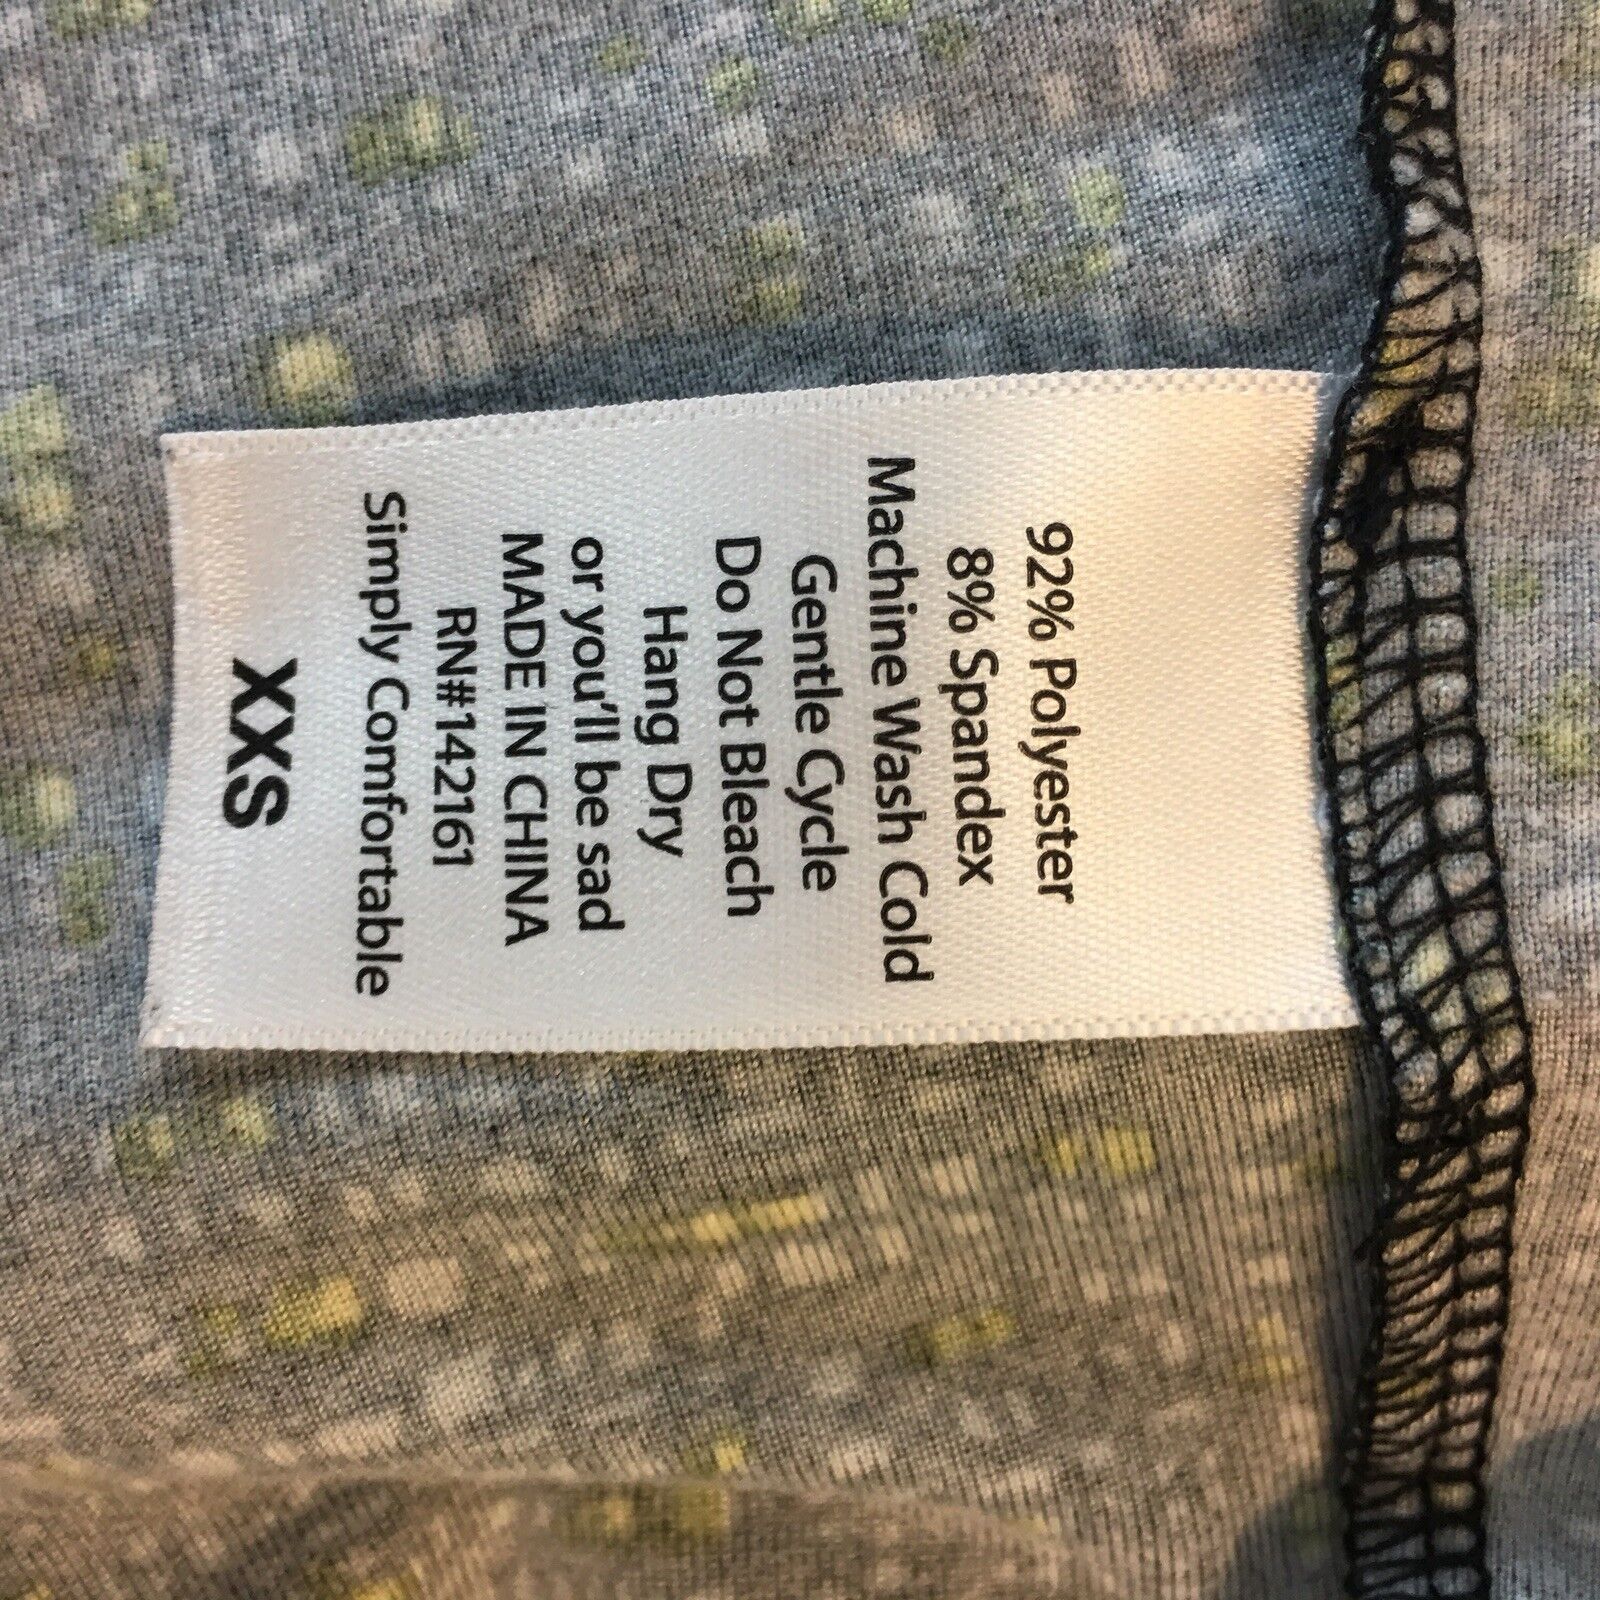 92% Polyester
8% Spandex
Machine Wash Cold
Gentle Cycle
Do Not Bleach
Hang Dry
or you'll be sad
MADE IN CHINA
RN#142161
Simply Comfortable
XXS